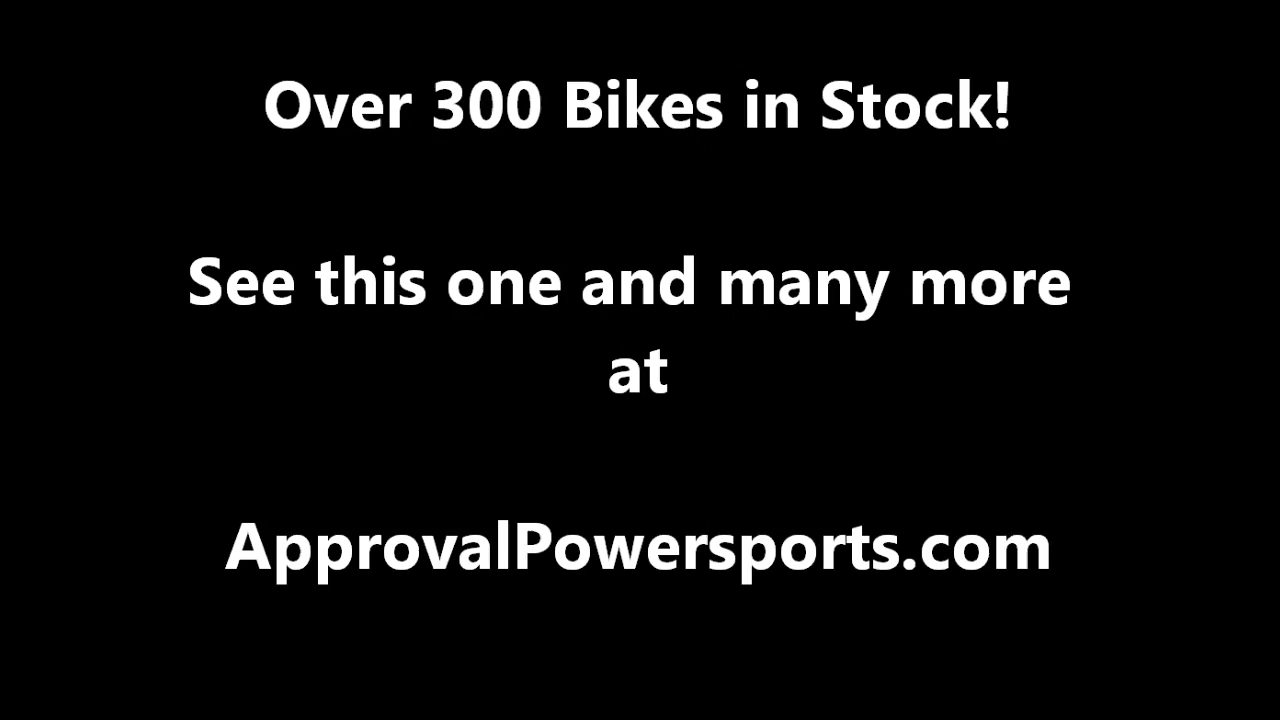 Over 300 Bikes in Stock!
See this one and many more
at
ApprovalPowersports.com